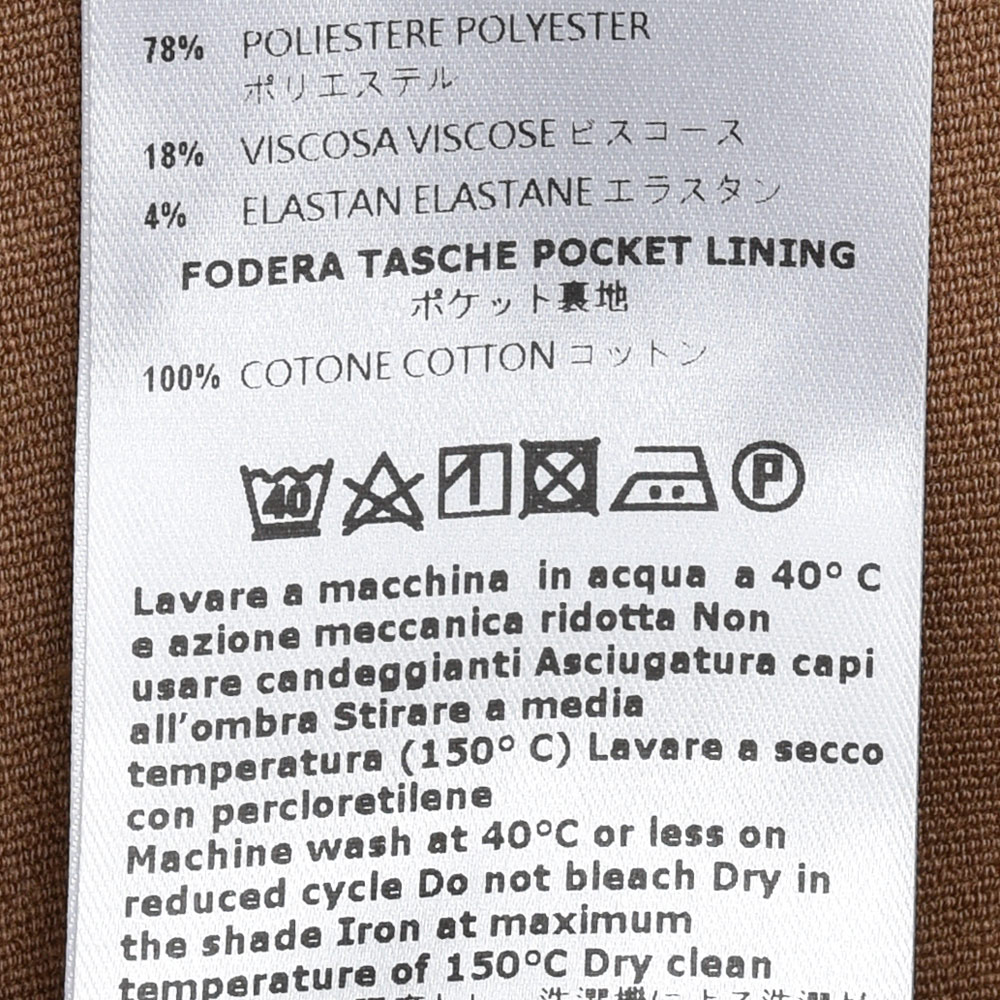 78% POLIESTERE POLYESTER
ポリエステル
18% VISCOSA VISCOSE ビスコース
4% ELASTAN ELASTANE エラスタン
FODERA TASCHE POCKET LINING
ポケット裏地
100% COTONE COTTON コットン
40 P
Lavare a macchina in acqua a 40° C
e azione meccanica ridotta Non
usare candeggianti Asciugatura capi
all'ombra Stirare a media
temperatura (150° C) Lavare a secco
con percloretilene
Machine wash at 40°C or less on
reduced cycle Do not bleach Dry in
the shade Iron at maximum
temperature of 150°C Dry clean